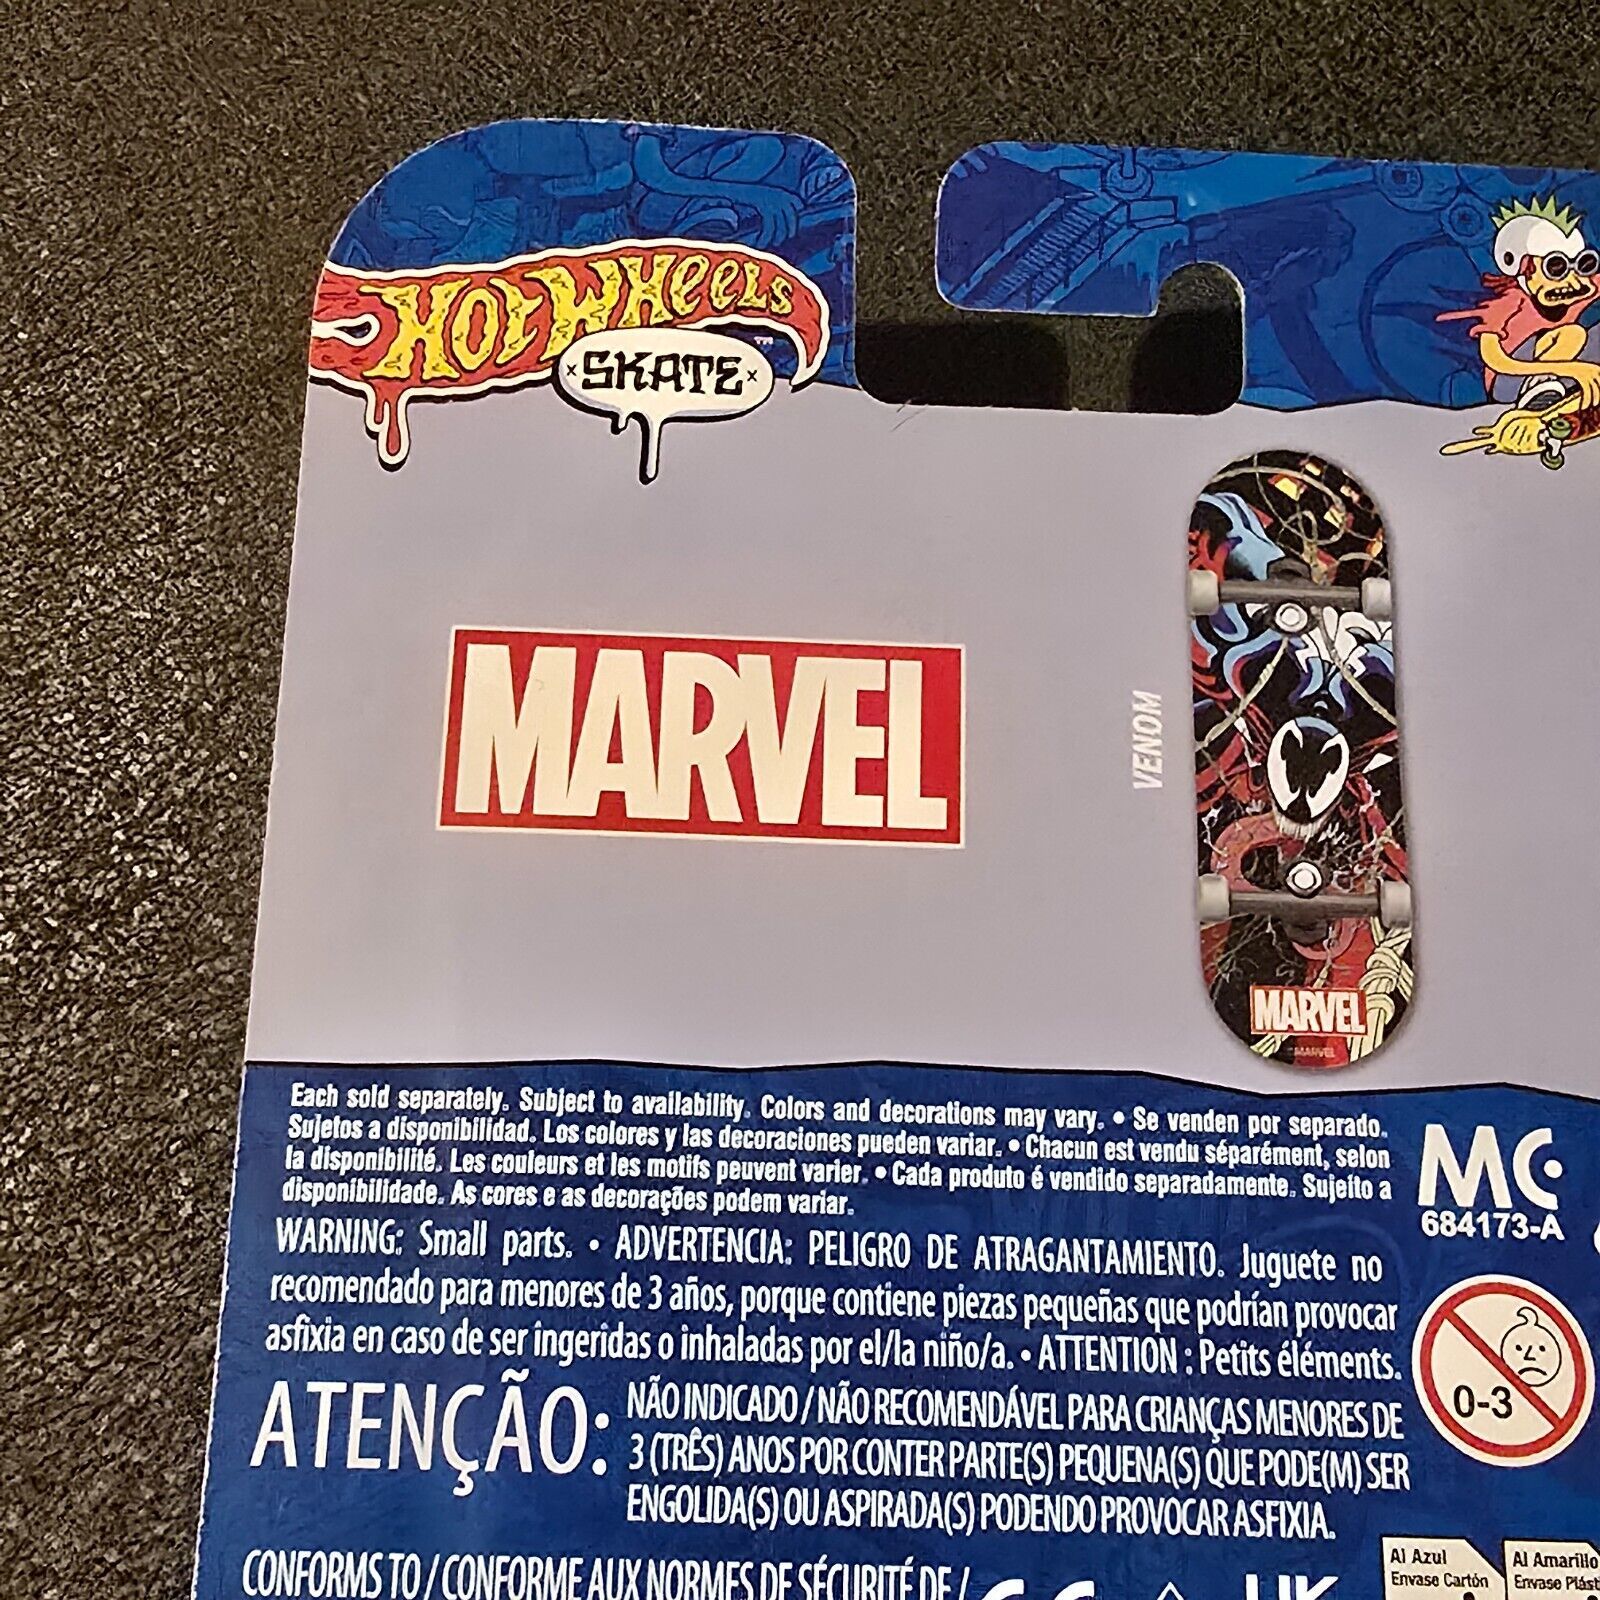 HOT WHEELS™
SKATE
MARVEL
VENOM
MARVEL
©MARVEL
Each sold separately. Subject to availability. Colors and decorations may vary. • Se venden por separado.
Sujetos a disponibilidad. Los colores y las decoraciones pueden variar. • Chacun est vendu séparément, selon
la disponibilité. Les couleurs et les motifs peuvent varier. • Cada produto é vendido separadamente. Sujeito a
disponibilidade. As cores e as decorações podem variar.
WARNING: Small parts. • ADVERTENCIA: PELIGRO DE ATRAGANTAMIENTO. Juguete no
recomendado para menores de 3 años, porque contiene piezas pequeñas que podrían provocar
asfixia en caso de ser ingeridas o inhaladas por el/la niño/a. • ATTENTION : Petits éléments.
ATENÇÃO:
NÃO INDICADO / NÃO RECOMENDÁVEL PARA CRIANÇAS MENORES DE
3 (TRÊS) ANOS POR CONTER PARTE(S) PEQUENA(S) QUE PODE(M) SER
ENGOLIDA(S) OU ASPIRADA(S) PODENDO PROVOCAR ASFIXIA.
CONFORMS TO / CONFORME AUX NORMES DE SÉCURITÉ DE /
MC
684173-A
0-3
CE
UK
Al Azul
Envase Cartón
Al Amarillo
Envase Plást